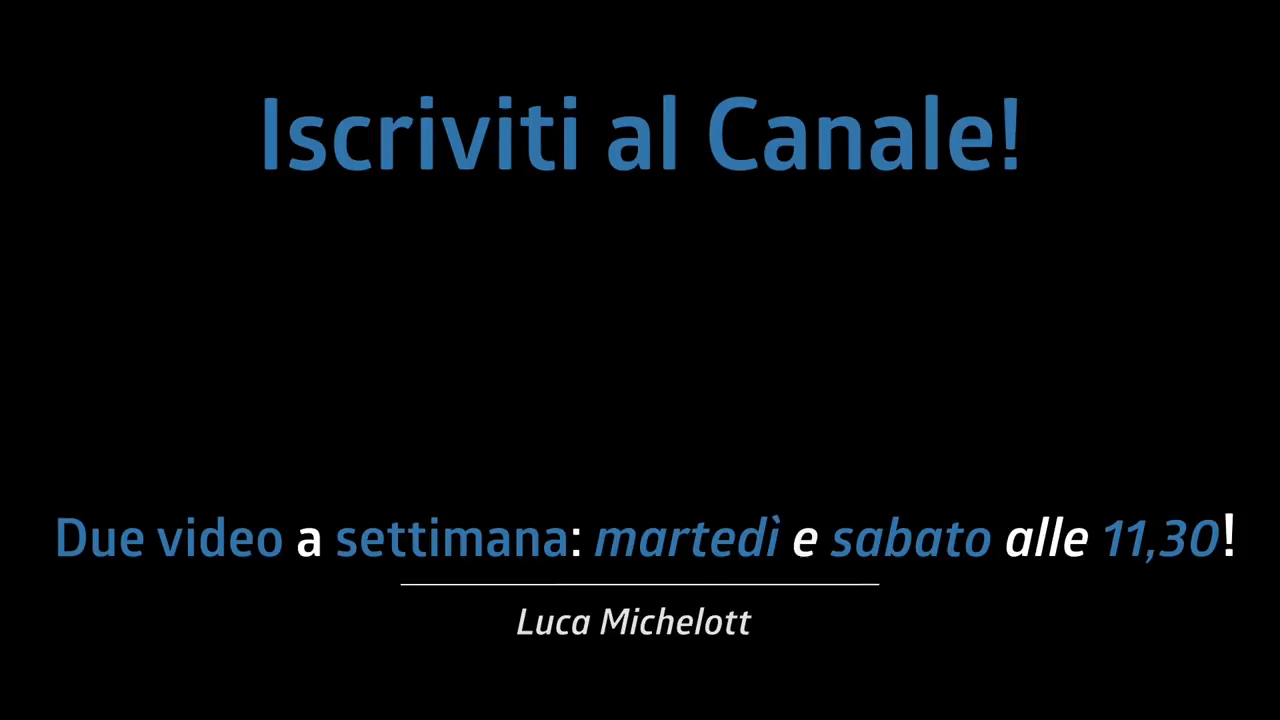 Iscriviti al Canale!
Due video a settimana: martedì e sabato alle 11,30!
Luca Michelott